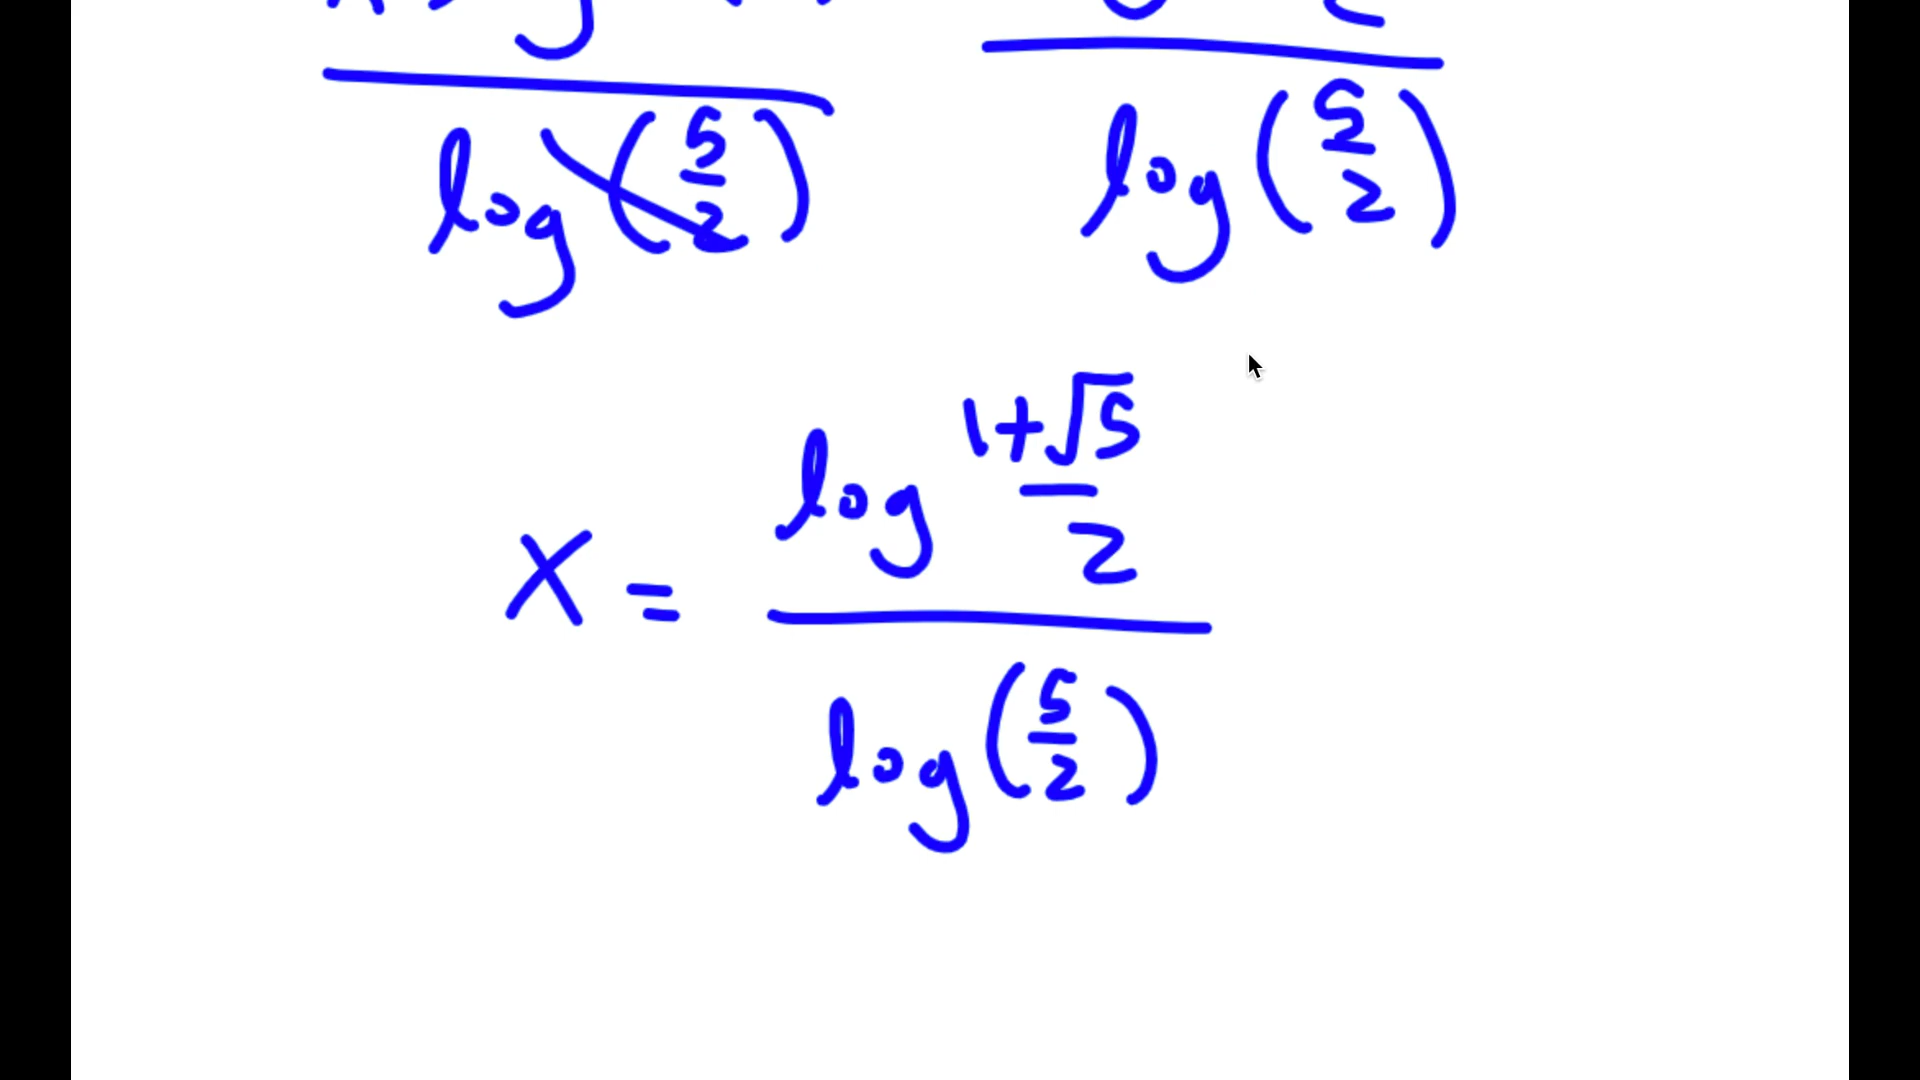 log (5/2) log (5/2)
x = log 1+√5/2
log (5/2)